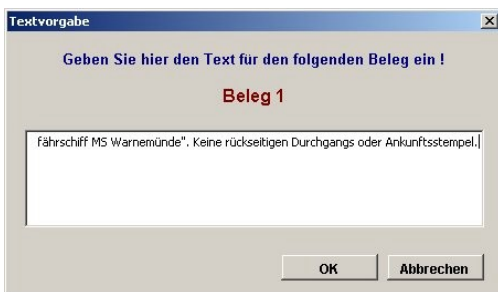 Textvorgabe
Geben Sie hier den Text für den folgenden Beleg ein !
Beleg 1
fährschiff MS Warnemünde". Keine rückseitigen Durchgangs oder Ankunftsstempel.
OK Abbrechen